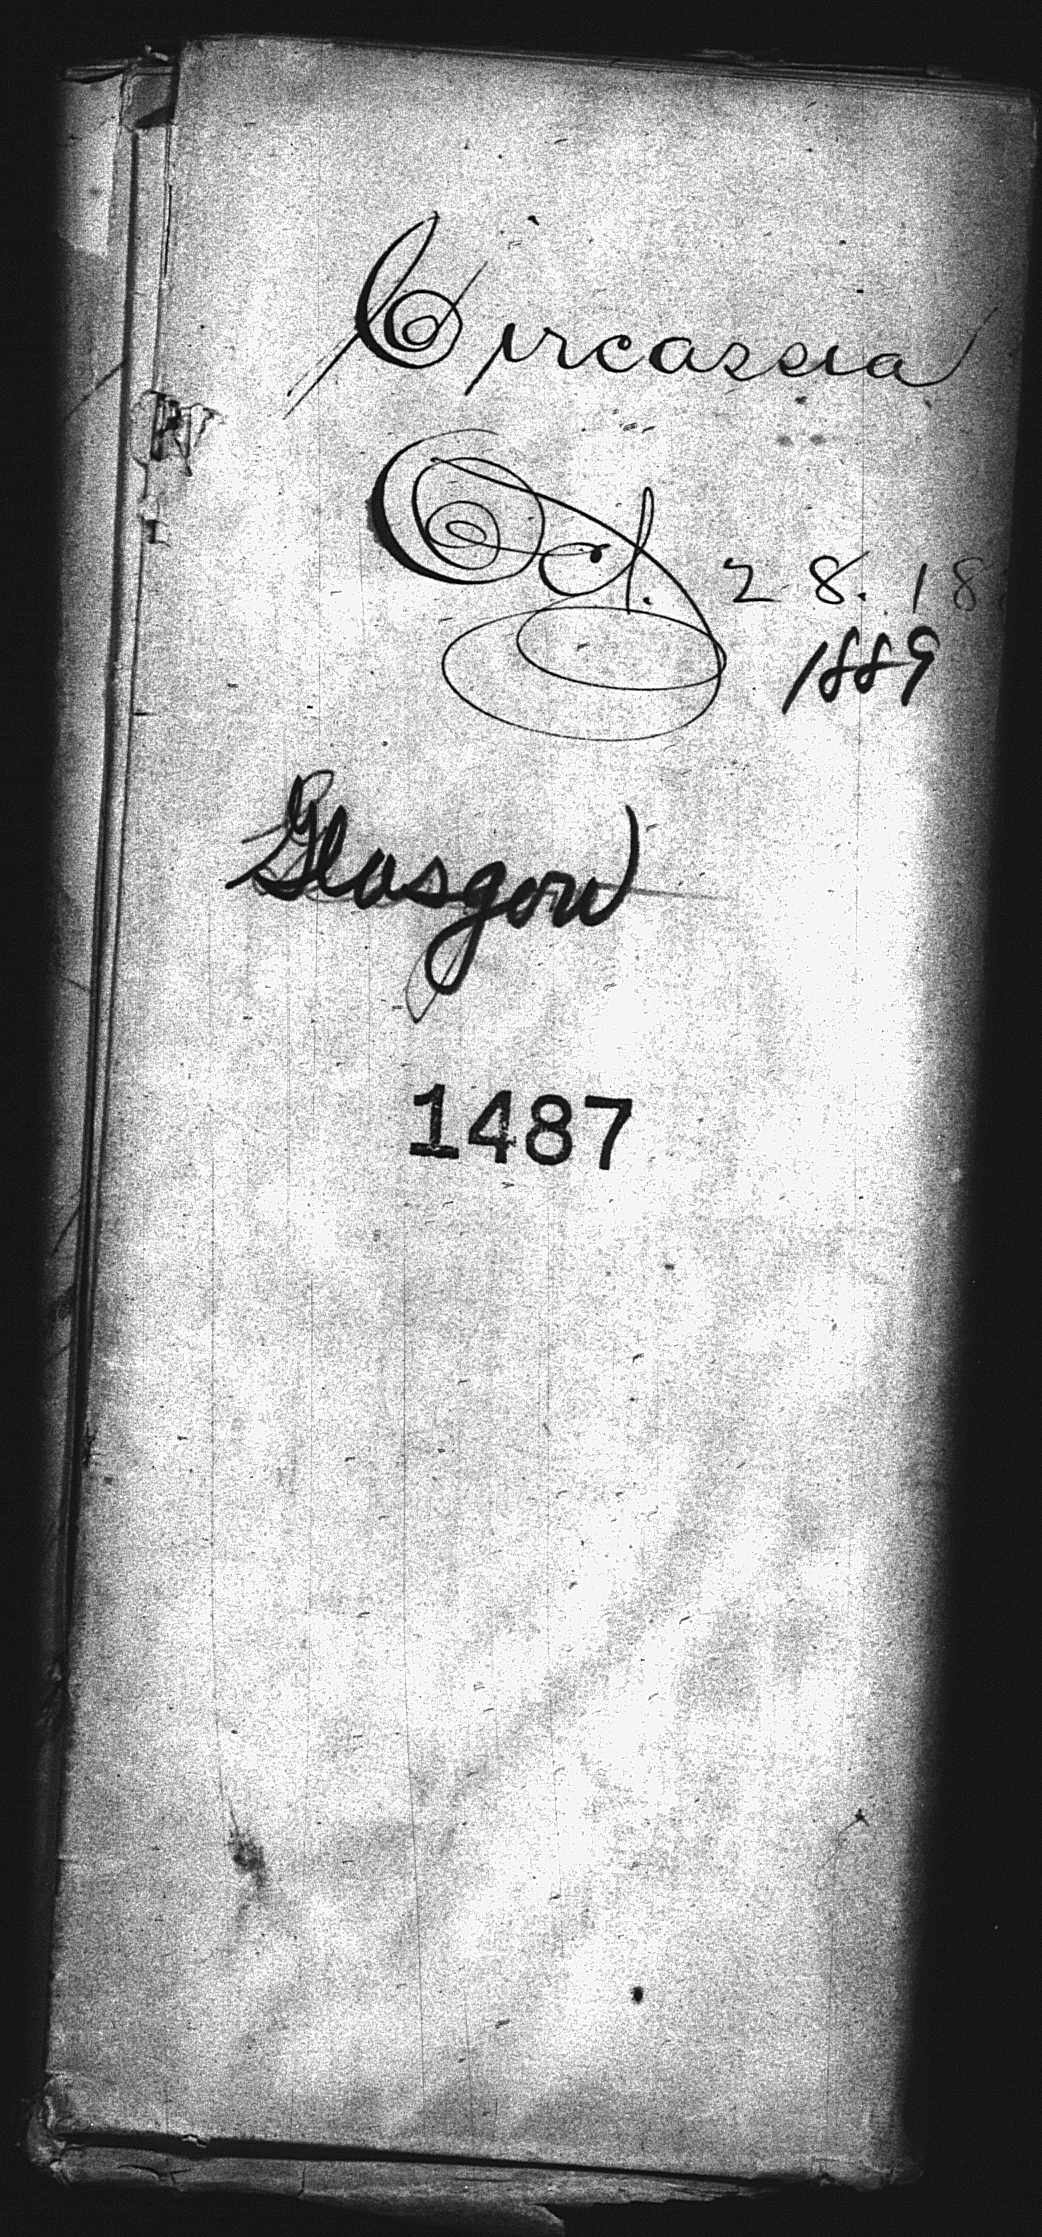 Circassia
Oct. 28. 18
1889
Glasgow
1487